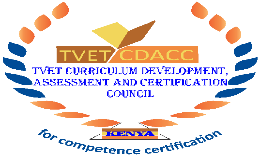 TVET CDACC
TVET CURRICULUM DEVELOPMENT,
ASSESSMENT AND CERTIFICATION
COUNCIL
KENYA
for competence certification